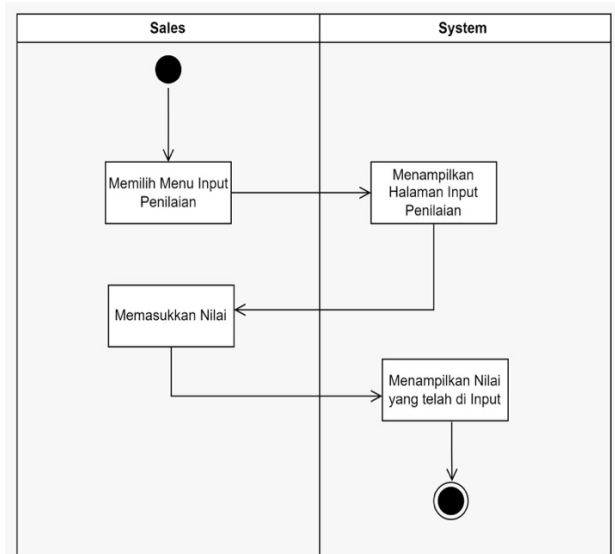 Sales
System
Memilih Menu Input
Penilaian
Menampilkan
Halaman Input
Penilaian
Memasukkan Nilai
Menampilkan Nilai
yang telah di Input